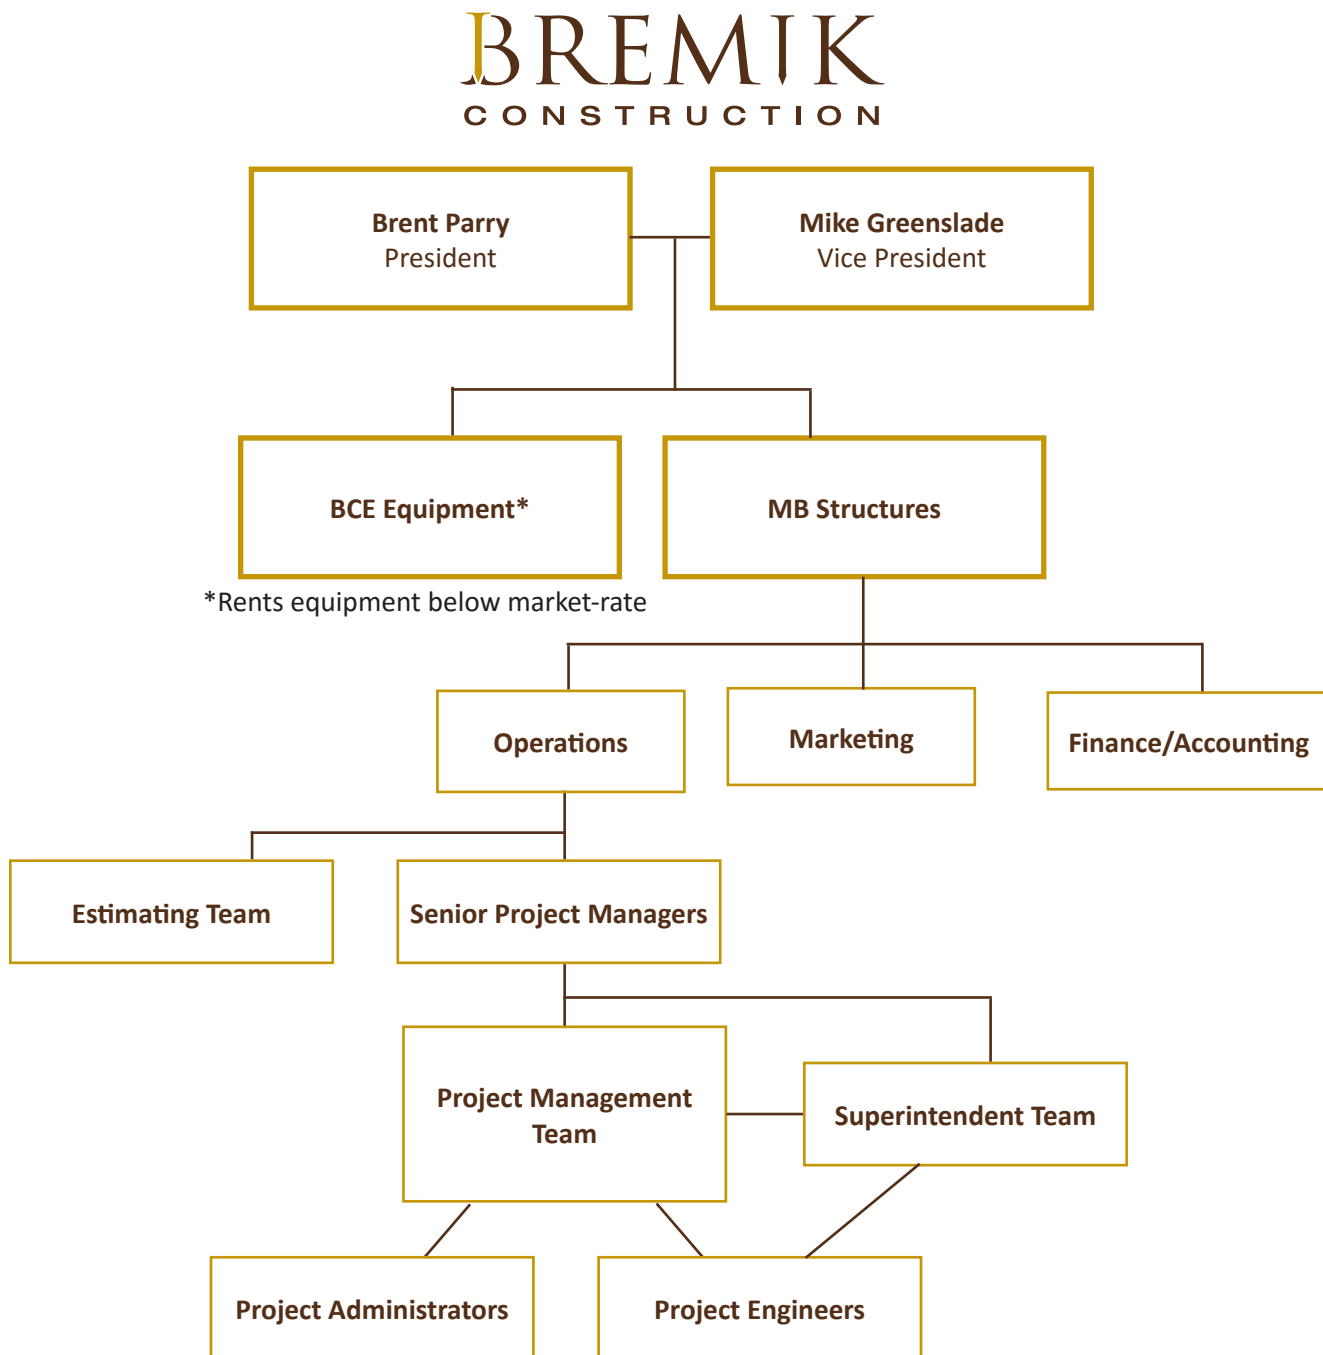 BREMIK
CONSTRUCTION
Brent Parry
President
Mike Greenslade
Vice President
BCE Equipment*
MB Structures
*Rents equipment below market-rate
Operations
Marketing
Finance/Accounting
Estimating Team
Senior Project Managers
Project Management
Team
Superintendent Team
Project Administrators
Project Engineers